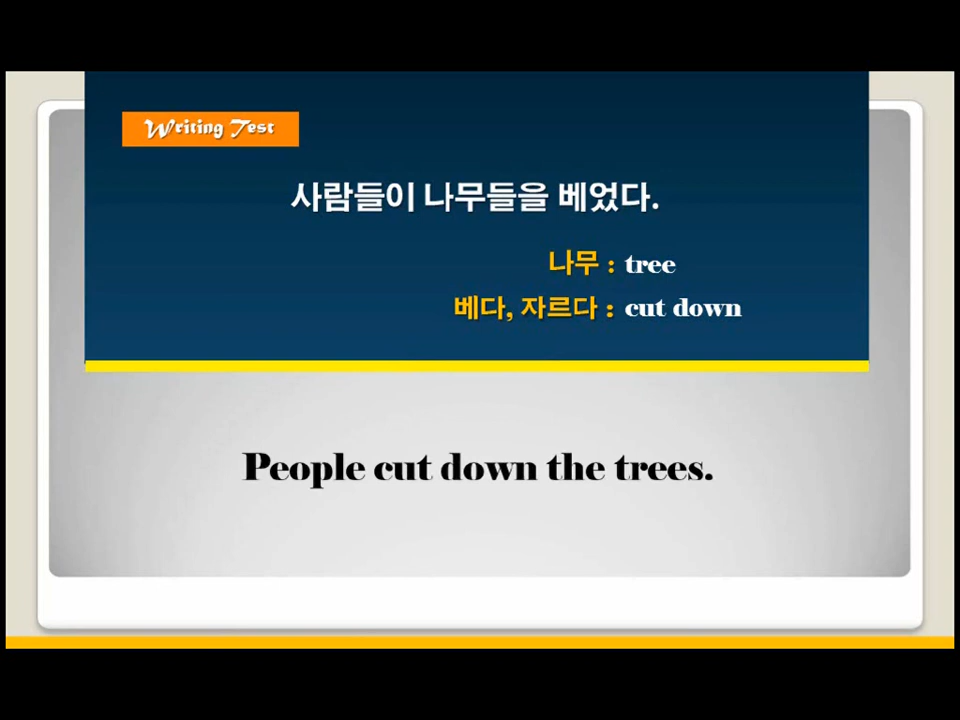 Writing Test
사람들이 나무들을 베었다.
나무 : tree
베다, 자르다 : cut down
People cut down the trees.